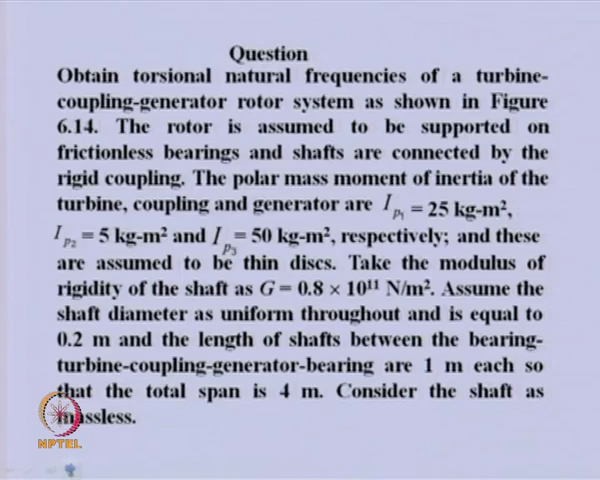 Question
Obtain torsional natural frequencies of a turbine-
coupling-generator rotor system as shown in Figure
6.14. The rotor is assumed to be supported on
frictionless bearings and shafts are connected by the
rigid coupling. The polar mass moment of inertia of the
turbine, coupling and generator are I_{p_1} = 25 kg-m²,
I_{p_2} = 5 kg-m² and I_{p_3} = 50 kg-m², respectively; and these
are assumed to be thin discs. Take the modulus of
rigidity of the shaft as G = 0.8 × 10¹¹ N/m². Assume the
shaft diameter as uniform throughout and is equal to
0.2 m and the length of shafts between the bearing-
turbine-coupling-generator-bearing are 1 m each so
that the total span is 4 m. Consider the shaft as
massless.
NPTEL